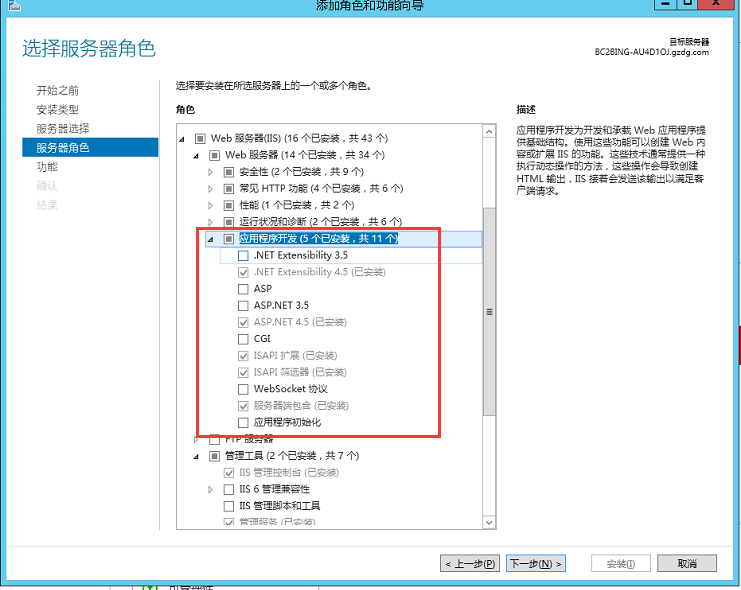 添加角色和功能向导
选择服务器角色
目标服务器
BC2BING-AU4D1OJ.gzdg.com
开始之前
安装类型
服务器选择
服务器角色
功能
确认
结果
选择要安装在所选服务器上的一个或多个角色。
角色
Web 服务器(IIS) (16 个已安装，共 43 个)
Web 服务器 (14 个已安装，共 34 个)
安全性 (2 个已安装，共 9 个)
常见 HTTP 功能 (4 个已安装，共 6 个)
性能 (1 个已安装，共 2 个)
运行状况和诊断 (2 个已安装，共 6 个)
应用程序开发 (5 个已安装，共 11 个)
.NET Extensibility 3.5
.NET Extensibility 4.5 (已安装)
ASP
ASP.NET 3.5
ASP.NET 4.5 (已安装)
CGI
ISAPI 扩展 (已安装)
ISAPI 筛选器 (已安装)
WebSocket 协议
服务器端包含 (已安装)
应用程序初始化
FTP 服务器
管理工具 (2 个已安装，共 7 个)
IIS 管理控制台 (已安装)
IIS 6 管理兼容性
IIS 管理脚本和工具
管理服务 (已安装)
描述
应用程序开发为开发和承载 Web 应用程序提
供基础结构。使用这些功能可以创建 Web 内
容或扩展 IIS 的功能。这些技术通常提供一种
执行动态操作的方法，这些操作会导致创建
HTML 输出，IIS 接着会发送该输出以满足客
户端请求。
< 上一步(P)
下一步(N) >
安装(I)
取消